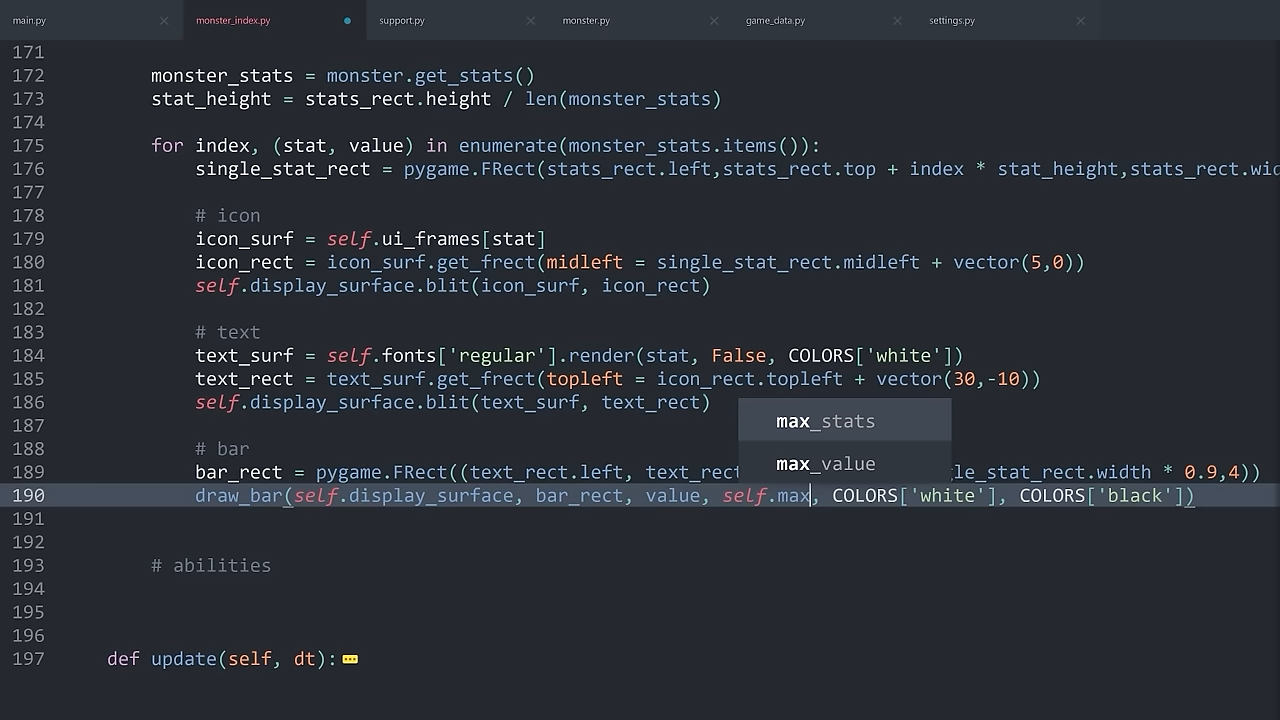 main.py
monster_index.py
support.py
monster.py
game_data.py
settings.py
171
172 monster_stats = monster.get_stats()
173 stat_height = stats_rect.height / len(monster_stats)
174
175 for index, (stat, value) in enumerate(monster_stats.items()):
176 single_stat_rect = pygame.FRect(stats_rect.left,stats_rect.top + index * stat_height,stats_rect.wid
177
178 # icon
179 icon_surf = self.ui_frames[stat]
180 icon_rect = icon_surf.get_frect(midleft = single_stat_rect.midleft + vector(5,0))
181 self.display_surface.blit(icon_surf, icon_rect)
182
183 # text
184 text_surf = self.fonts['regular'].render(stat, False, COLORS['white'])
185 text_rect = text_surf.get_frect(topleft = icon_rect.topleft + vector(30,-10))
186 self.display_surface.blit(text_surf, text_rect)
187
max_stats
188 # bar
max_value
189 bar_rect = pygame.FRect((text_rect.left, text_rect gle_stat_rect.width * 0.9,4))
190 draw_bar(self.display_surface, bar_rect, value, self.max, COLORS['white'], COLORS['black'])
191
192
193 # abilities
194
195
196
197 def update(self, dt):